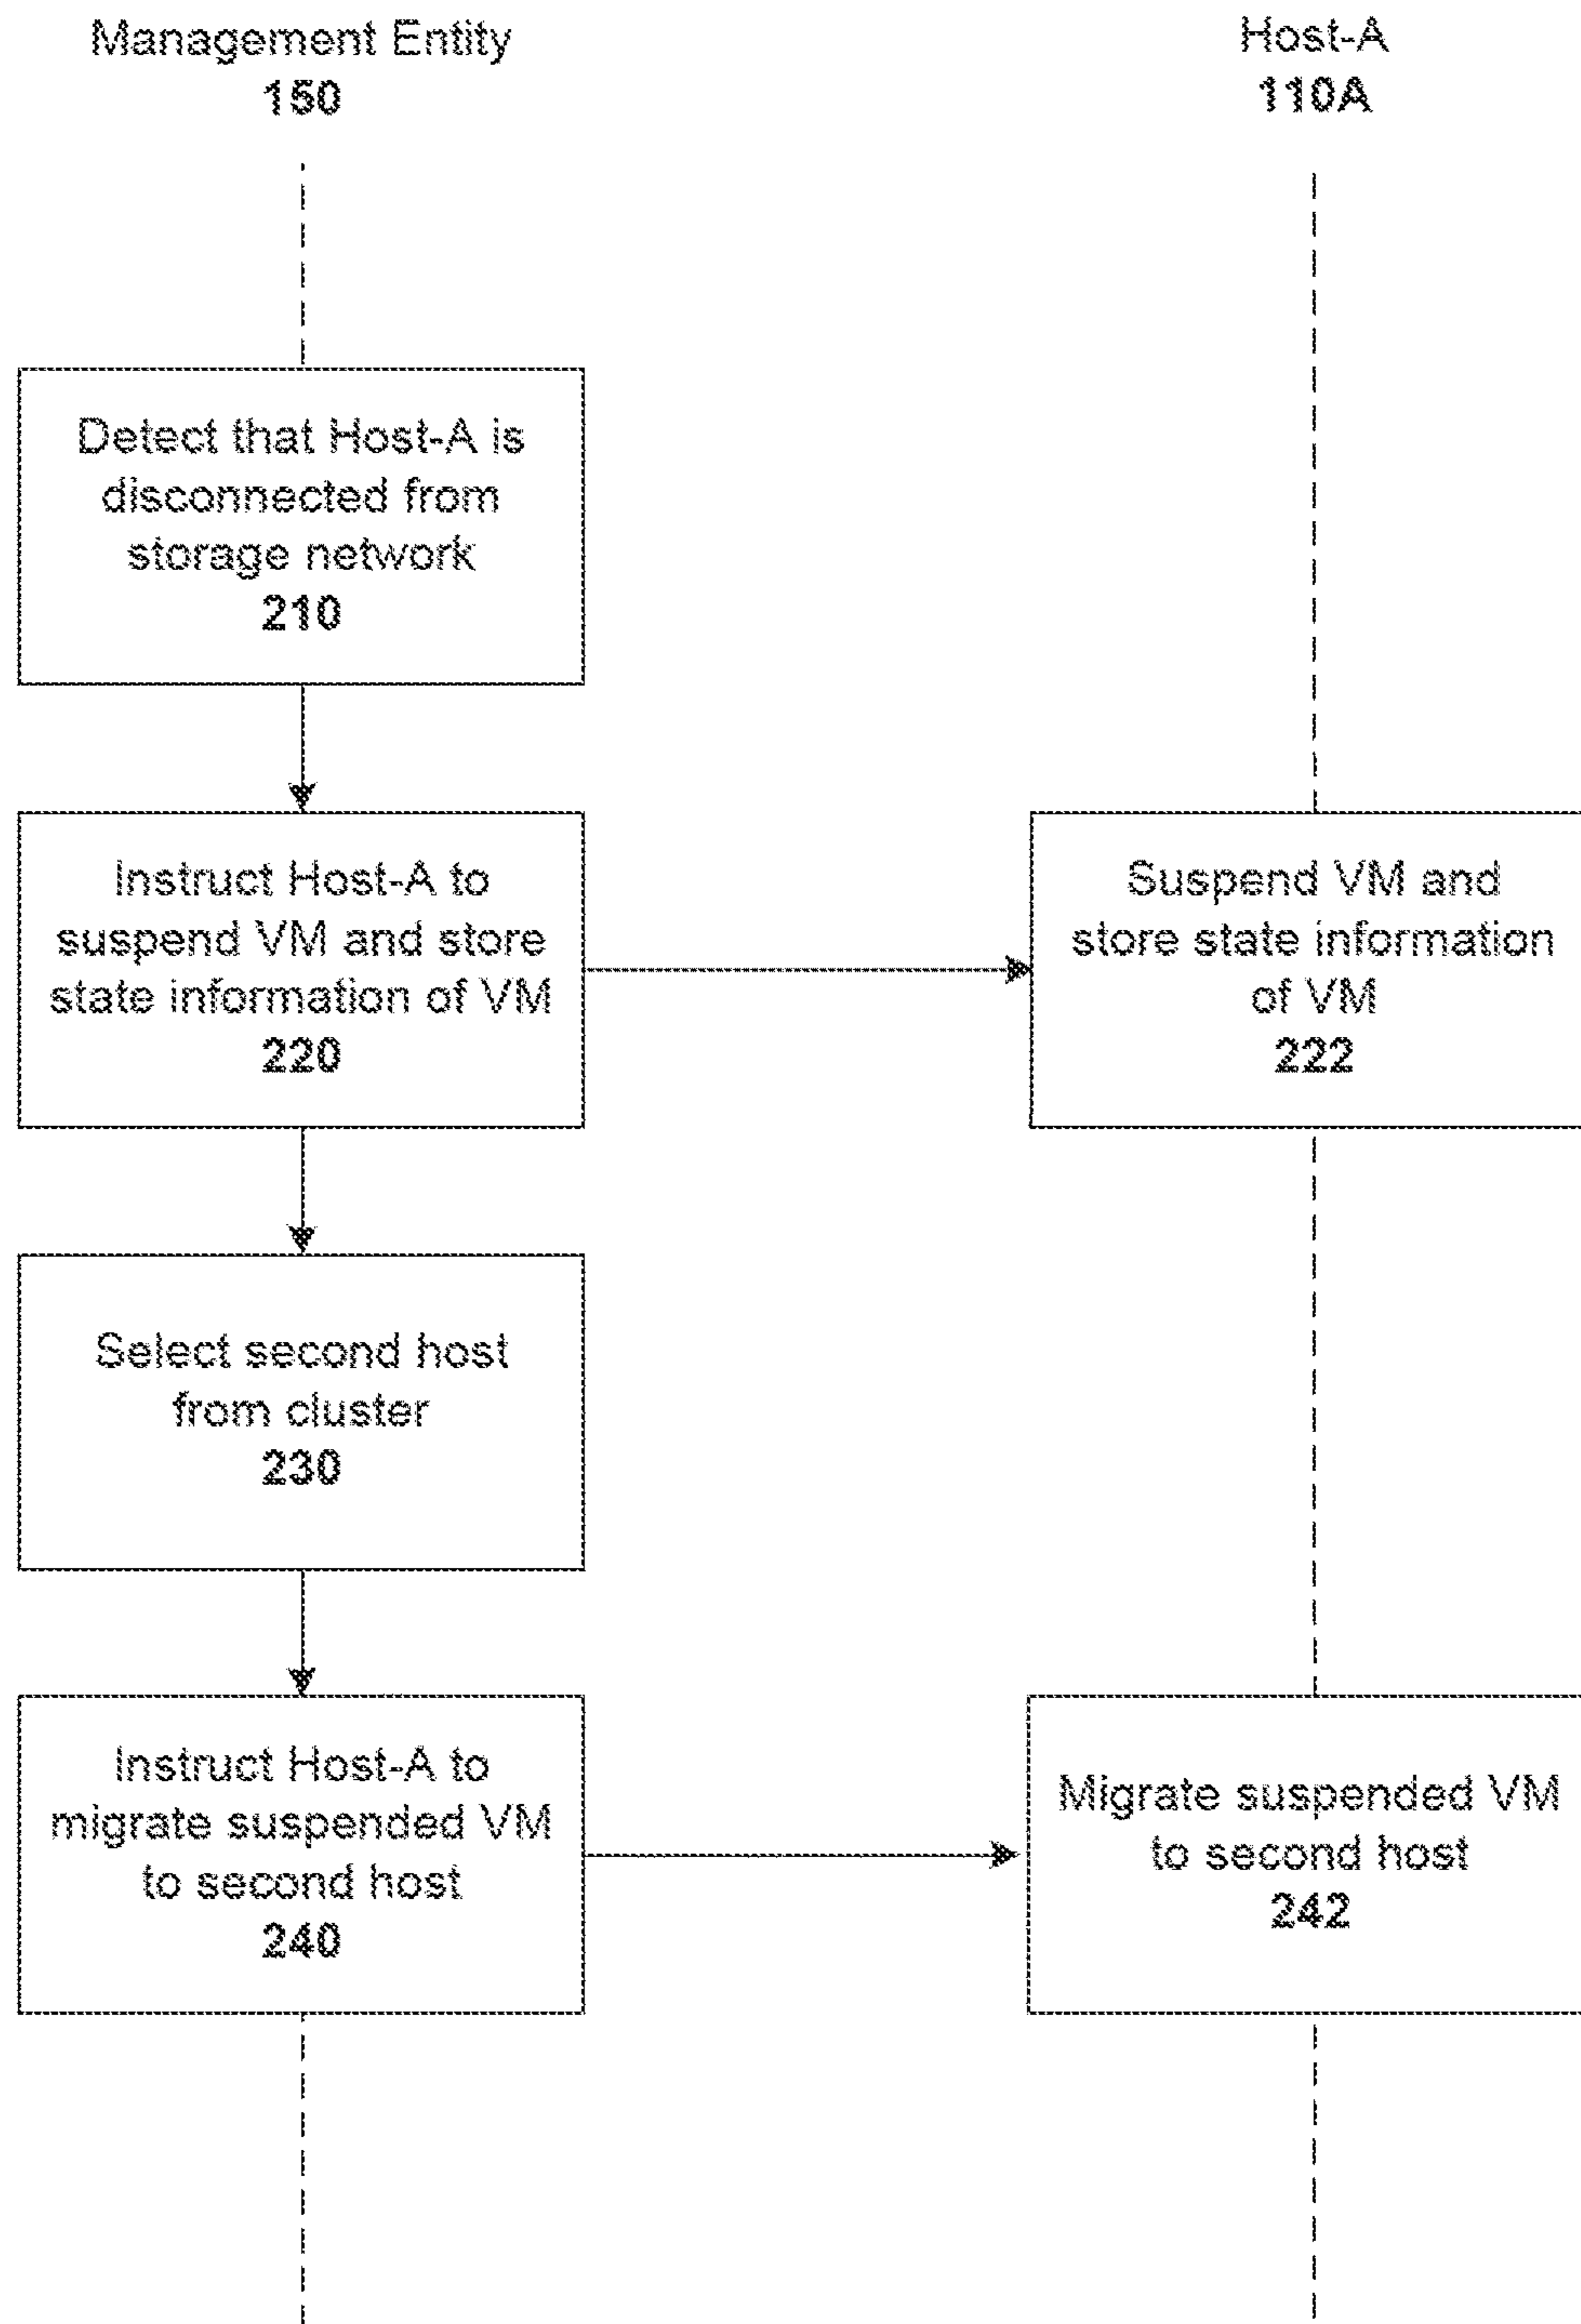 Management Entity
150
Host-A
110A
Detect that Host-A is
disconnected from
storage network
210
Instruct Host-A to
suspend VM and store
state information of VM
220
Suspend VM and
store state information
of VM
222
Select second host
from cluster
230
Instruct Host-A to
migrate suspended VM
to second host
240
Migrate suspended VM
to second host
242